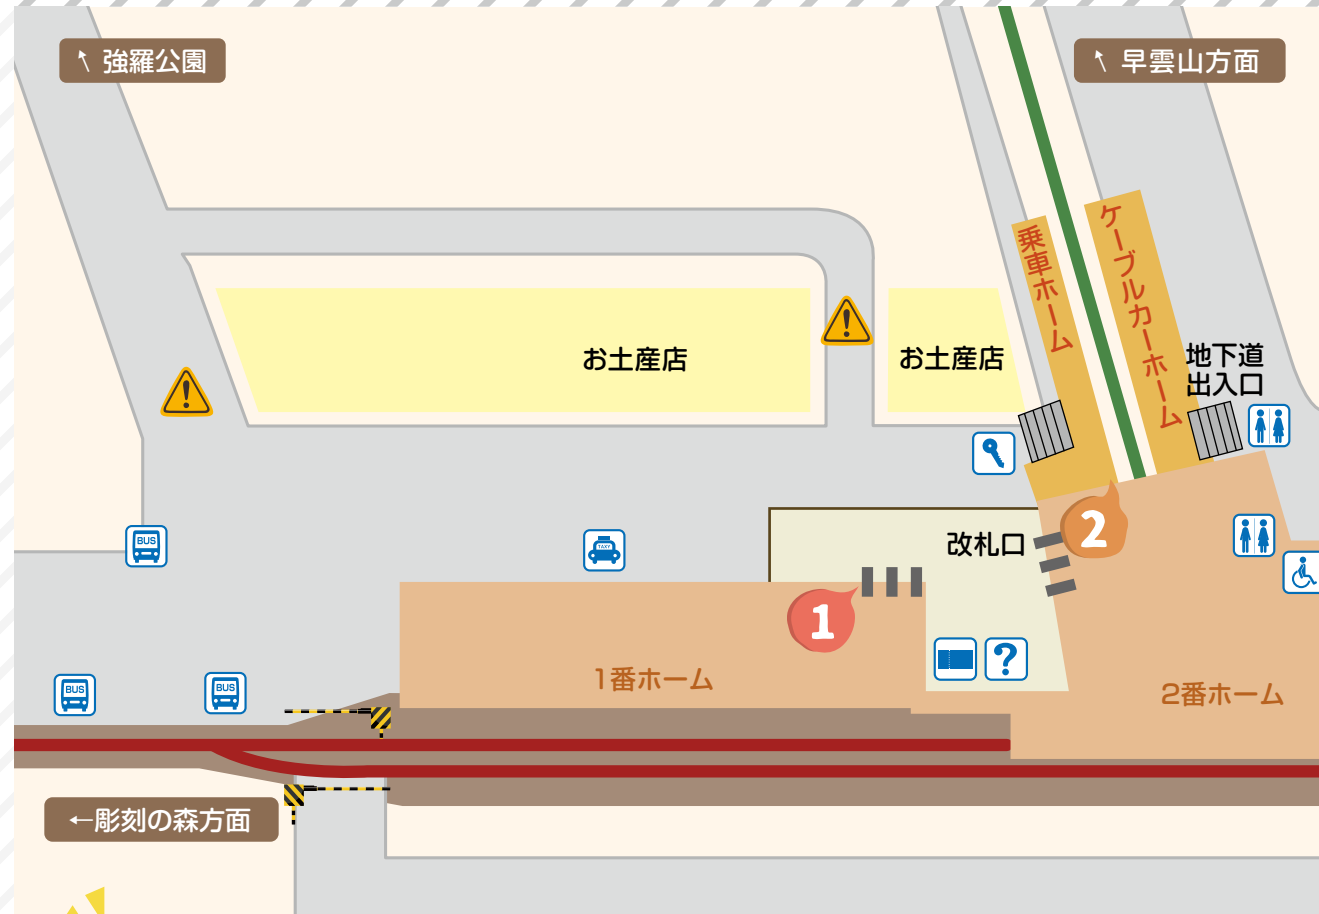 ↑ 強羅公園
↑ 早雲山方面
乗車ホーム
ケーブルカーホーム
お土産店
お土産店
地下道
出入口
BUS
TAXY
改札口
2
1
BUS
BUS
1番ホーム
?
2番ホーム
←彫刻の森方面